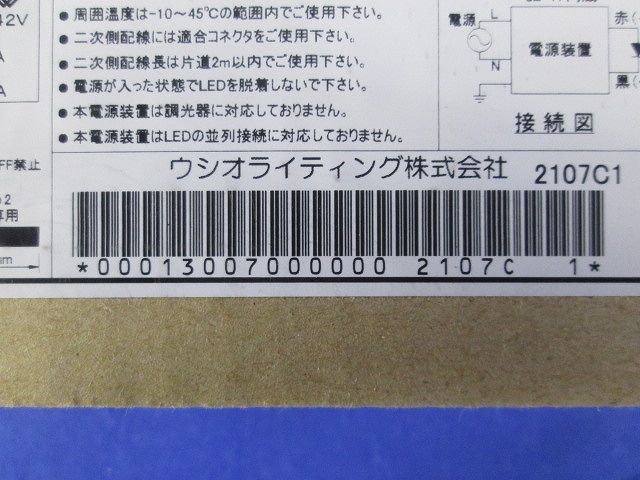 • 周囲温度は-10～45℃の範囲内でご使用下さい。
• 二次側配線には適合コネクタをご使用下さい。
• 二次側配線長は片道2m以内でご使用下さい。
• 電源が入った状態でLEDを脱着しないで下さい。
• 本電源装置は調光器に対応しておりません。
• 本電源装置はLEDの並列接続に対応しておりません。
42V
A
A
FF禁止
専用
電源 L
N
電源装置
赤(
黒(
接続図
ウシオライティング株式会社 2107C1
*00013007000000 2107C 1*